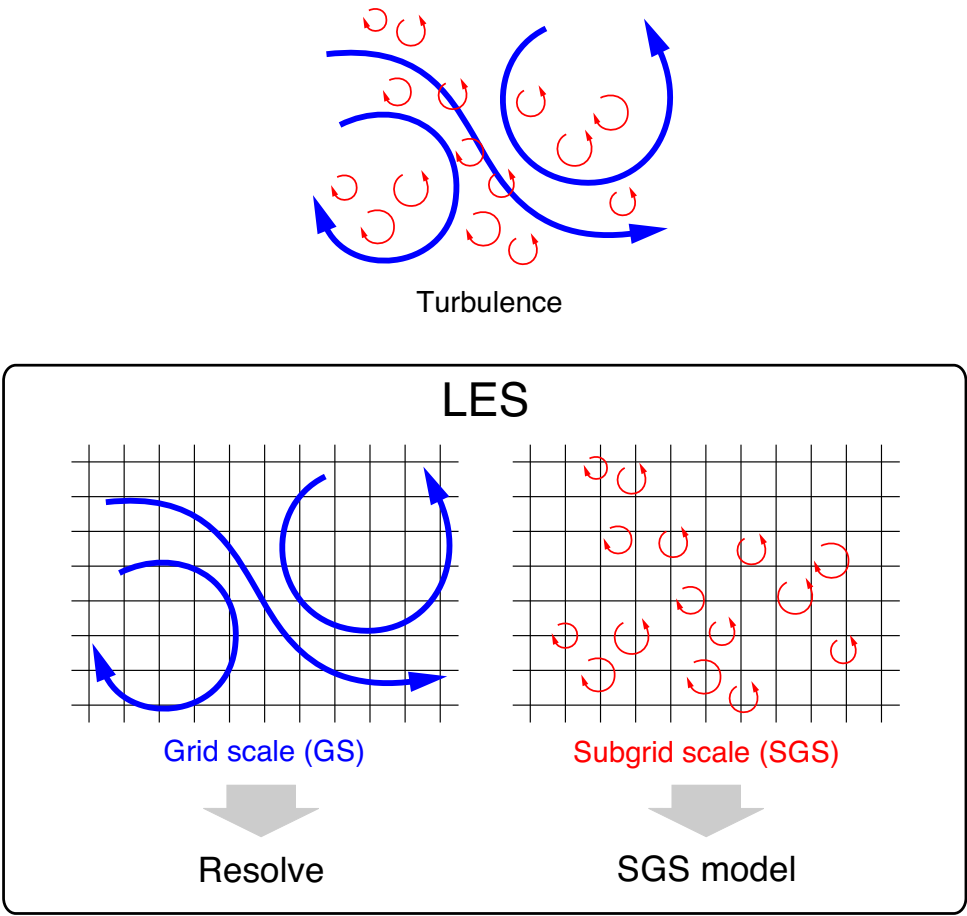 Turbulence
LES
Grid scale (GS)
Subgrid scale (SGS)
Resolve
SGS model